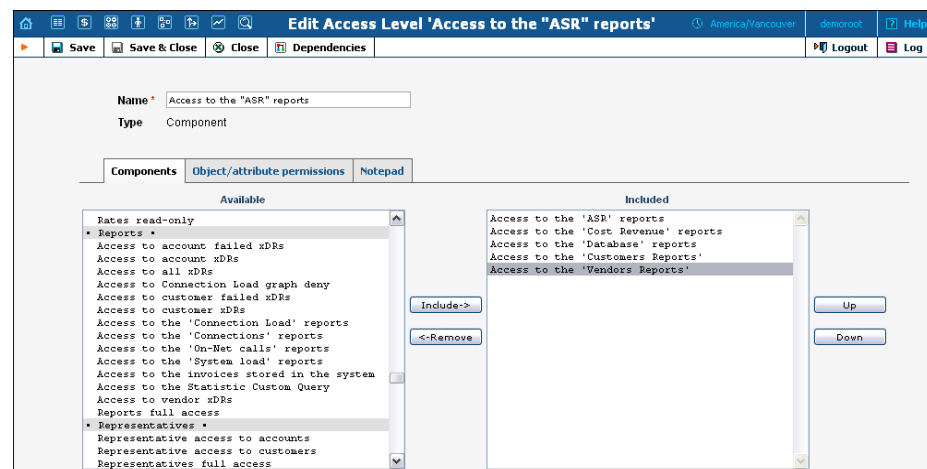 Edit Access Level 'Access to the "ASR" reports'
America/Vancouver
demoroot
? Help
Save
Save & Close
Close
Dependencies
Logout
Log
Name * Access to the "ASR" reports
Type Component
Components
Object/attribute permissions
Notepad
Available
Rates read-only
• Reports •
Access to account failed xDRs
Access to account xDRs
Access to all xDRs
Access to Connection Load graph deny
Access to customer failed xDRs
Access to customer xDRs
Access to the 'Connection Load' reports
Access to the 'Connections' reports
Access to the 'On-Net calls' reports
Access to the 'System load' reports
Access to the invoices stored in the system
Access to the Statistic Custom Query
Access to vendor xDRs
Reports full access
• Representatives •
Representative access to accounts
Representative access to customers
Representatives full access
Include->
<-Remove
Included
Access to the 'ASR' reports
Access to the 'Cost Revenue' reports
Access to the 'Database' reports
Access to the 'Customers Reports'
Access to the 'Vendors Reports'
Up
Down